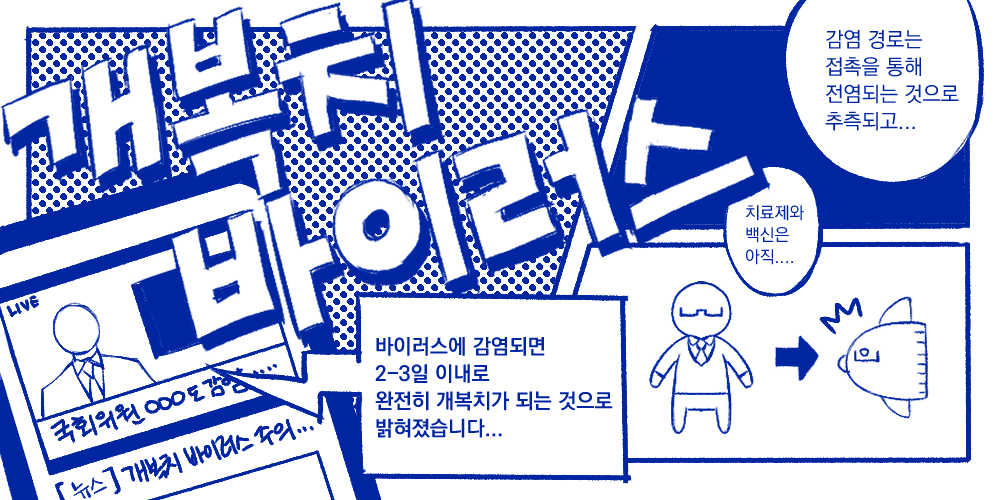 개복치
바이러스
감염 경로는
접촉을 통해
전염되는 것으로
추측되고...
치료제와
백신은
아직....
LIVE
국회위원 OOO도 감염.....
[뉴스] 개복치 바이러스 주의...
바이러스에 감염되면
2-3일 이내로
완전히 개복치가 되는 것으로
밝혀졌습니다...